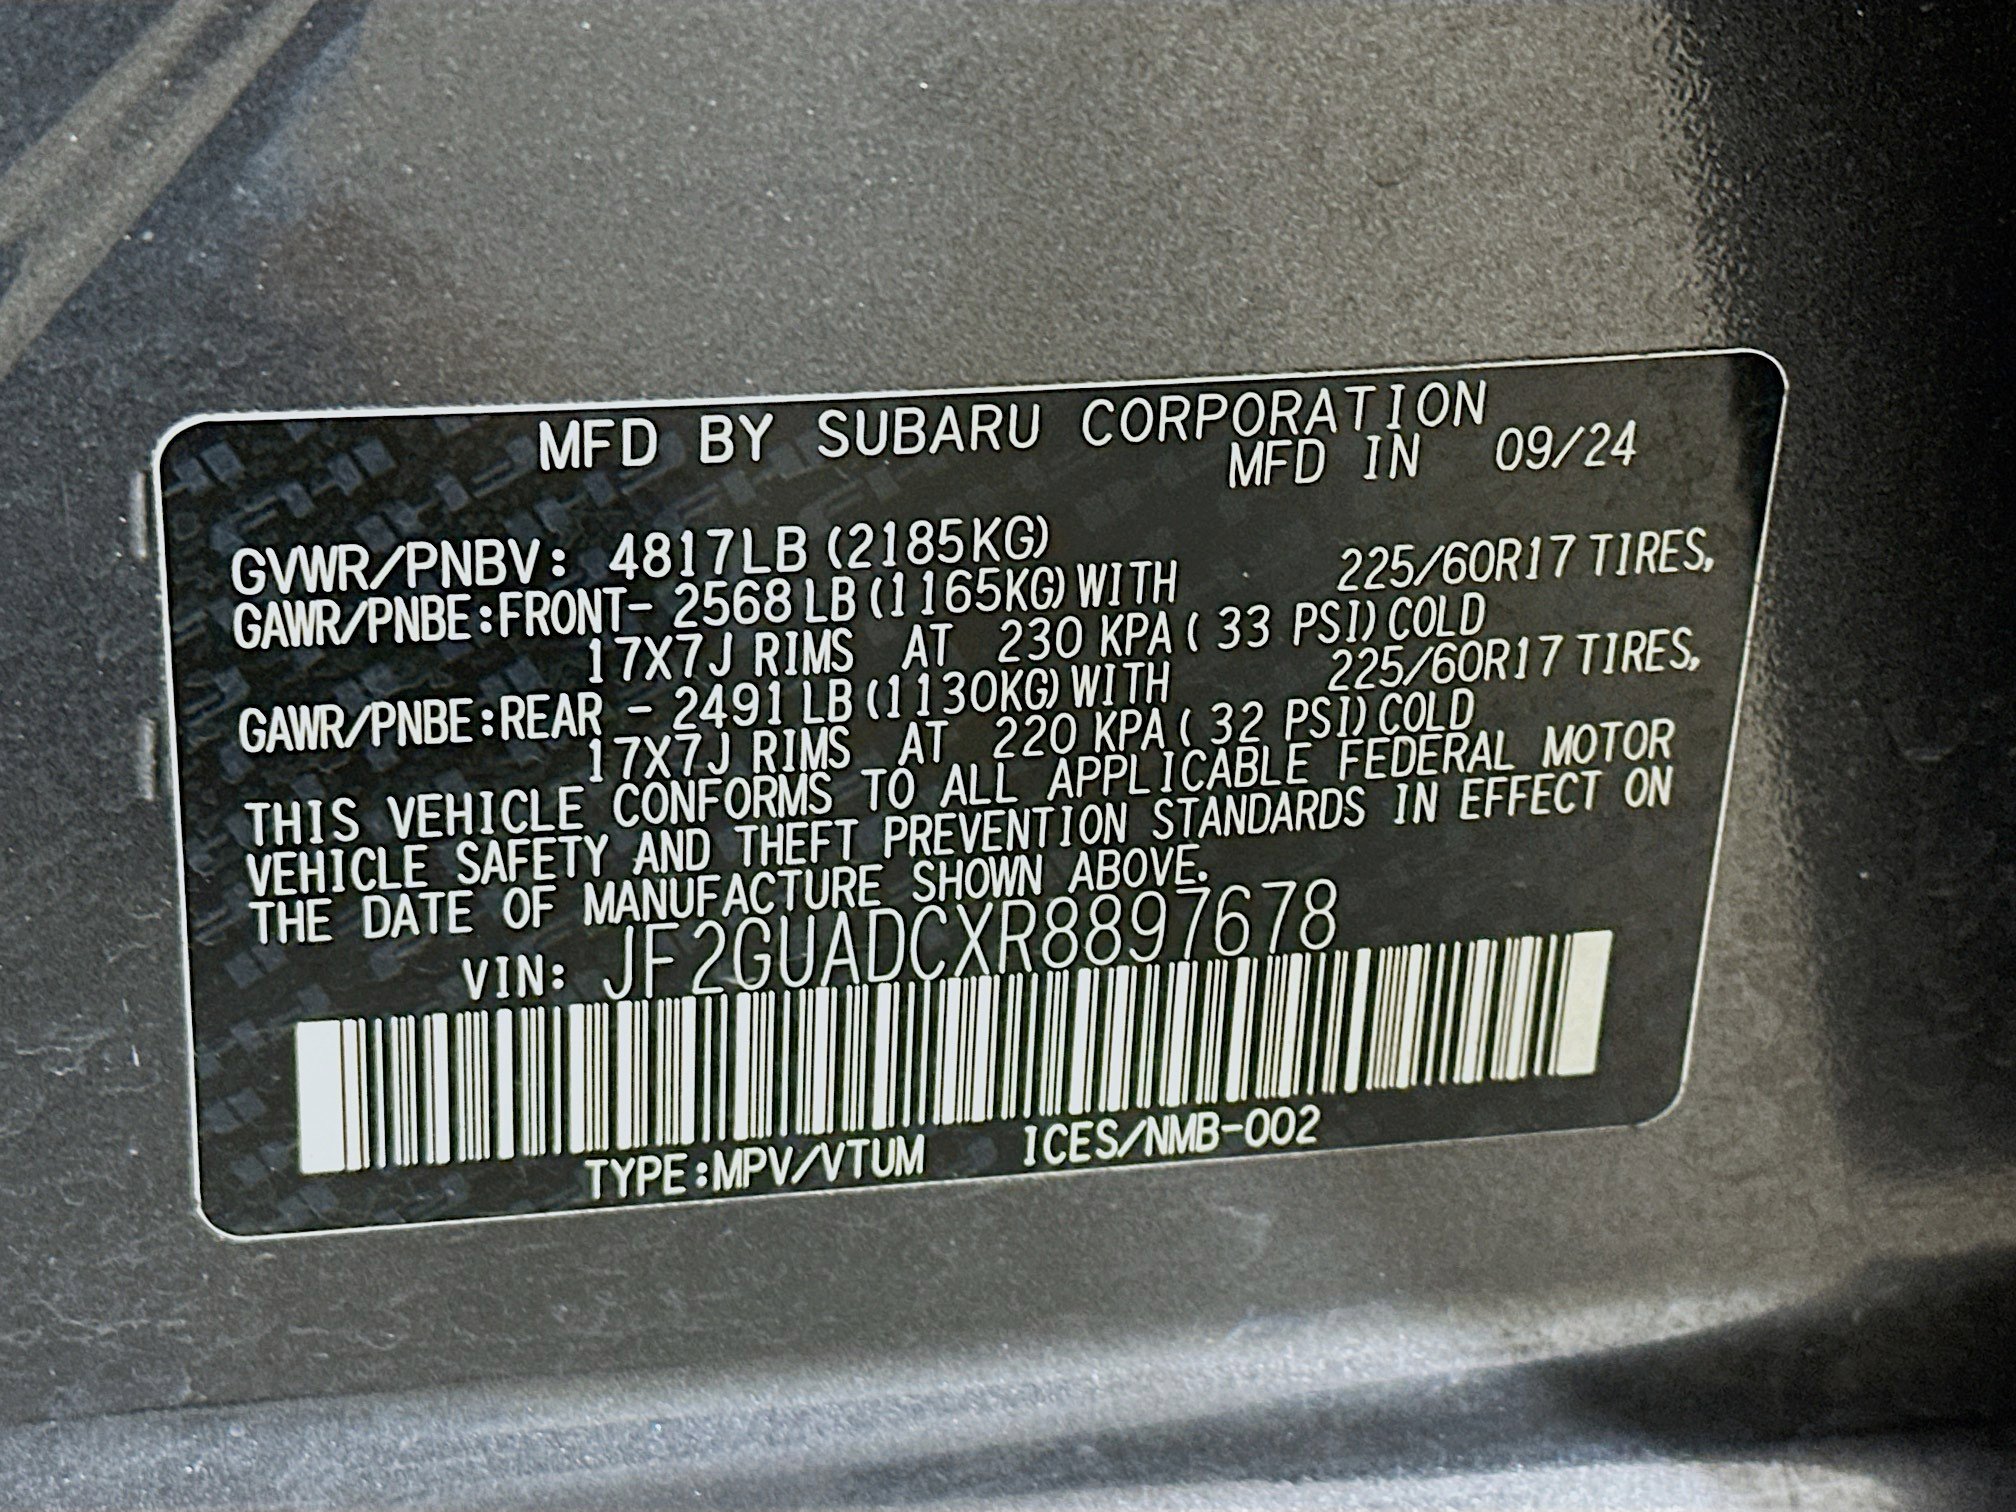 MFD BY SUBARU CORPORATION
MFD IN 09/24
GVWR/PNBV: 4817LB (2185KG)
GAWR/PNBE:FRONT- 2568 LB (1165KG) WITH 225/60R17 TIRES,
17X7J RIMS AT 230 KPA ( 33 PSI) COLD
GAWR/PNBE:REAR - 2491 LB (1130KG) WITH 225/60R17 TIRES,
17X7J RIMS AT 220 KPA ( 32 PSI) COLD
THIS VEHICLE CONFORMS TO ALL APPLICABLE FEDERAL MOTOR
VEHICLE SAFETY AND THEFT PREVENTION STANDARDS IN EFFECT ON
THE DATE OF MANUFACTURE SHOWN ABOVE.
VIN: JF2GUADCXR8897678
TYPE:MPV/VTUM ICES/NMB-002